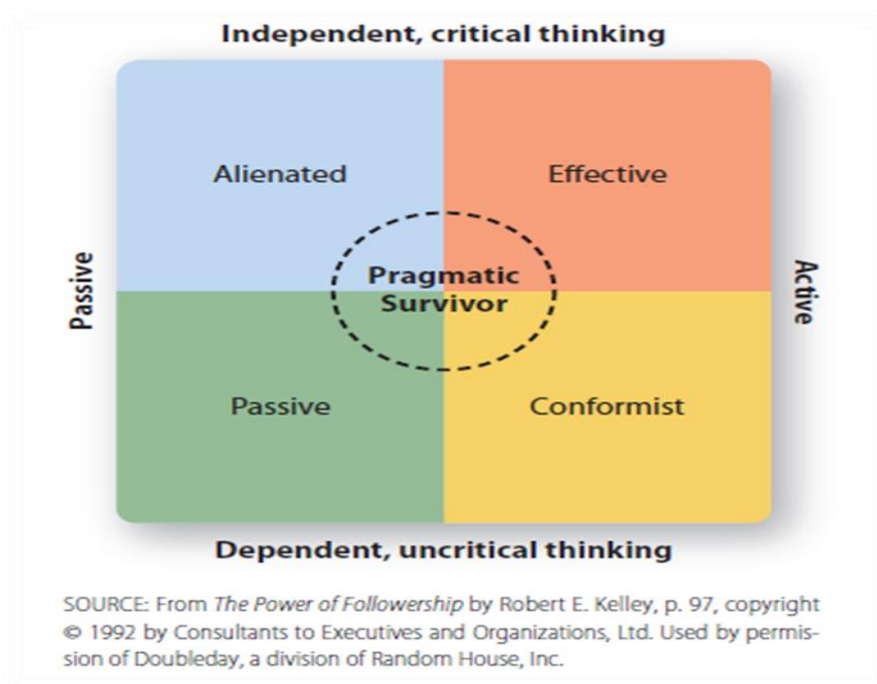 Independent, critical thinking
Alienated
Effective
Passive
Pragmatic
Survivor
Active
Passive
Conformist
Dependent, uncritical thinking
SOURCE: From The Power of Followership by Robert E. Kelley, p. 97, copyright
© 1992 by Consultants to Executives and Organizations, Ltd. Used by permis-
sion of Doubleday, a division of Random House, Inc.